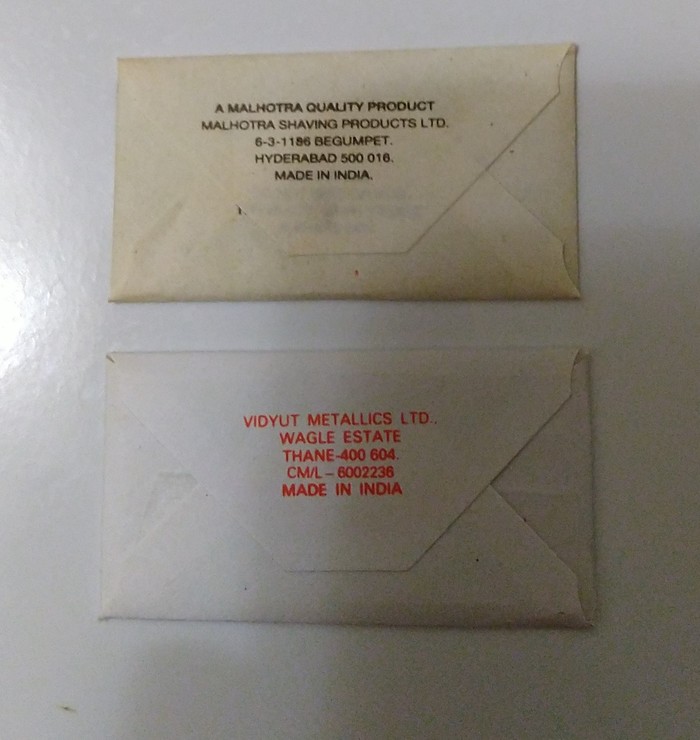 A MALHOTRA QUALITY PRODUCT
MALHOTRA SHAVING PRODUCTS LTD.
6-3-1186 BEGUMPET.
HYDERABAD 500 016.
MADE IN INDIA.
VIDYUT METALLICS LTD..
WAGLE ESTATE
THANE-400 604.
CM/L – 6002236
MADE IN INDIA